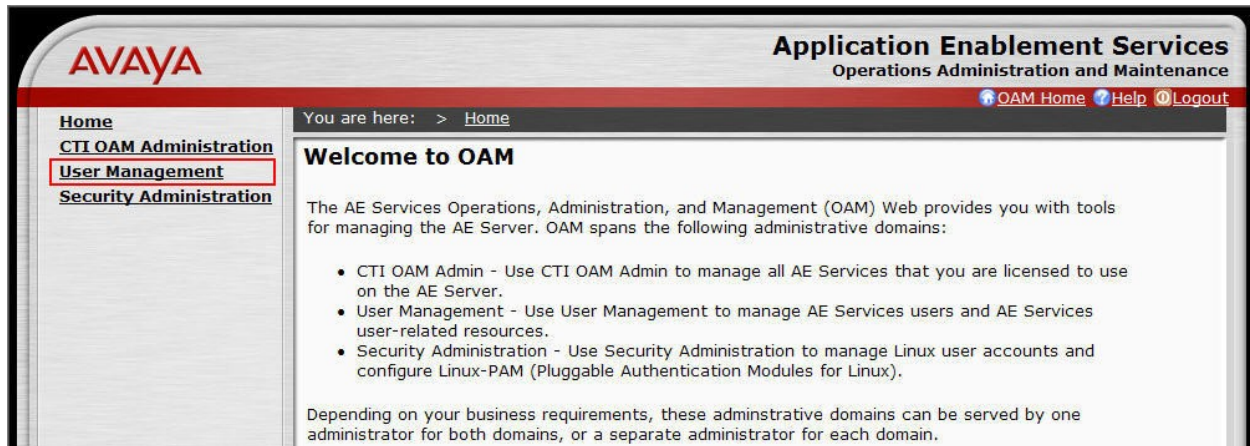 AVAYA
Application Enablement Services
Operations Administration and Maintenance
OAM Home Help Logout
Home
CTI OAM Administration
User Management
Security Administration
You are here: > Home
Welcome to OAM
The AE Services Operations, Administration, and Management (OAM) Web provides you with tools
for managing the AE Server. OAM spans the following administrative domains:
• CTI OAM Admin - Use CTI OAM Admin to manage all AE Services that you are licensed to use
on the AE Server.
• User Management - Use User Management to manage AE Services users and AE Services
user-related resources.
• Security Administration - Use Security Administration to manage Linux user accounts and
configure Linux-PAM (Pluggable Authentication Modules for Linux).
Depending on your business requirements, these adminstrative domains can be served by one
administrator for both domains, or a separate administrator for each domain.